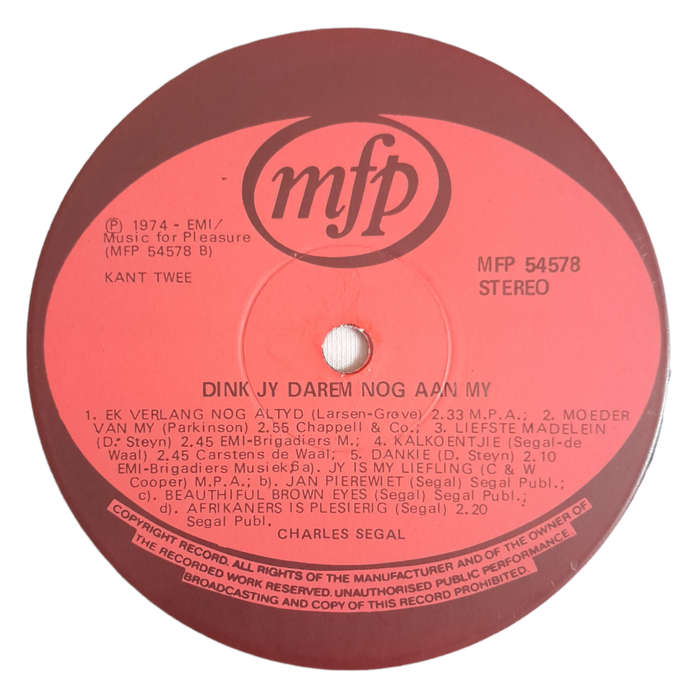 mfp
℗ 1974 - EMI/
Music for Pleasure
(MFP 54578 B)
KANT TWEE
MFP 54578
STEREO
DINK JY DAREM NOG AAN MY
1. EK VERLANG NOG ALTYD (Larsen-Grøve) 2.33 M.P.A.; 2. MOEDER
VAN MY (Parkinson) 2.55 Chappell & Co.; 3. LIEFSTE MADELEIN
(D. Steyn) 2.45 EMI-Brigadiers M.; 4. KALKOENTJIE (Segal-de
Waal) 2.45 Carstens de Waal; 5. DANKIE (D. Steyn) 2.10
EMI-Brigadiers Musiek; 6 a). JY IS MY LIEFLING (C & W
Cooper) M.P.A.; b). JAN PIEREWIET (Segal) Segal Publ.;
c). BEAUTHIFUL BROWN EYES (Segal) Segal Publ.;
d). AFRIKANERS IS PLESIERIG (Segal) 2.20
Segal Publ.
CHARLES SEGAL
COPYRIGHT RECORD. ALL RIGHTS OF THE MANUFACTURER AND OF THE OWNER OF
THE RECORDED WORK RESERVED. UNAUTHORISED PUBLIC PERFORMANCE
BROADCASTING AND COPY OF THIS RECORD PROHIBITED.